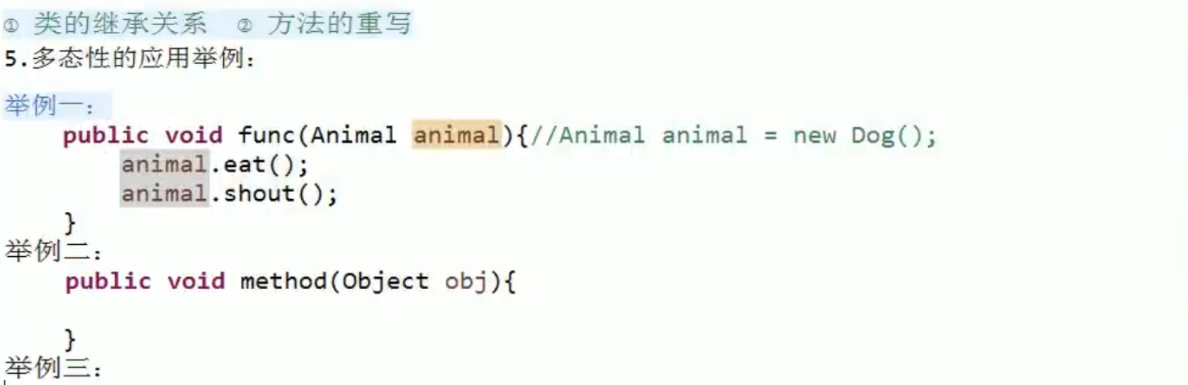 ① 类的继承关系  ② 方法的重写
5.多态性的应用举例：
举例一：
public void func(Animal animal){//Animal animal = new Dog();
animal.eat();
animal.shout();
}
举例二：
public void method(Object obj){
}
举例三：